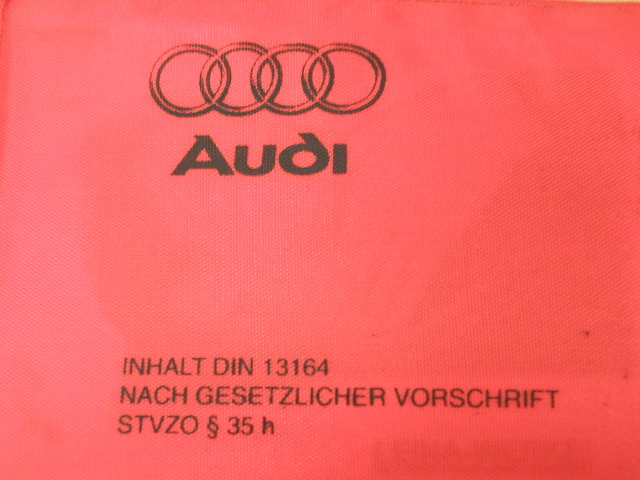 Audi
INHALT DIN 13164
NACH GESETZLICHER VORSCHRIFT
STVZO § 35 h